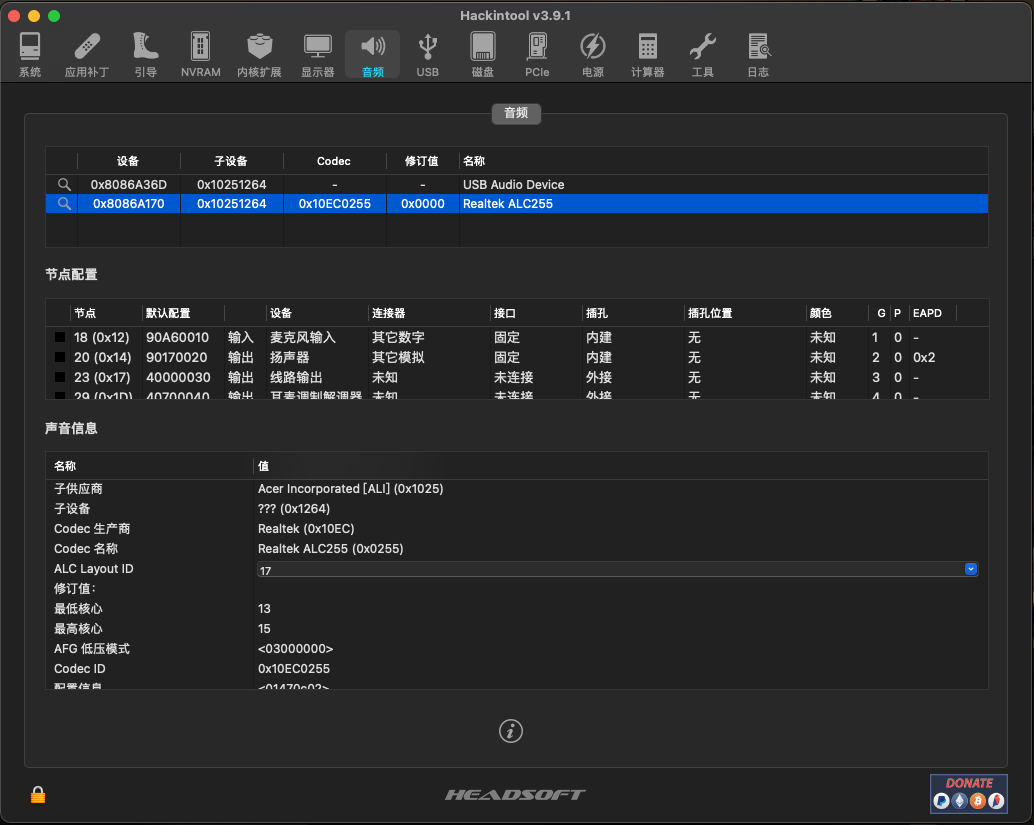 Hackintool v3.9.1
系统 应用补丁 引导 NVRAM 内核扩展 显示器 音频 USB 磁盘 PCIe 电源 计算器 工具 日志
音频
设备 子设备 Codec 修订值 名称
0x8086A36D 0x10251264 - - USB Audio Device
0x8086A170 0x10251264 0x10EC0255 0x0000 Realtek ALC255
节点配置
节点 默认配置 设备 连接器 接口 插孔 插孔位置 颜色 G P EAPD
18 (0x12) 90A60010 输入 麦克风输入 其它数字 固定 内建 无 未知 1 0 -
20 (0x14) 90170020 输出 扬声器 其它模拟 固定 内建 无 未知 2 0 0x2
23 (0x17) 40000030 输出 线路输出 未知 未连接 外接 无 未知 3 0 -
29 (0x1D) 40700040 输出 耳麦调制解调器 未知 未连接 外接 无 未知 4 0 -
声音信息
名称 值
子供应商 Acer Incorporated [ALI] (0x1025)
子设备 ??? (0x1264)
Codec 生产商 Realtek (0x10EC)
Codec 名称 Realtek ALC255 (0x0255)
ALC Layout ID 17
修订值：
最低核心 13
最高核心 15
AFG 低压模式 <03000000>
Codec ID 0x10EC0255
配置信息 <01470c02>
HEADSOFT
DONATE